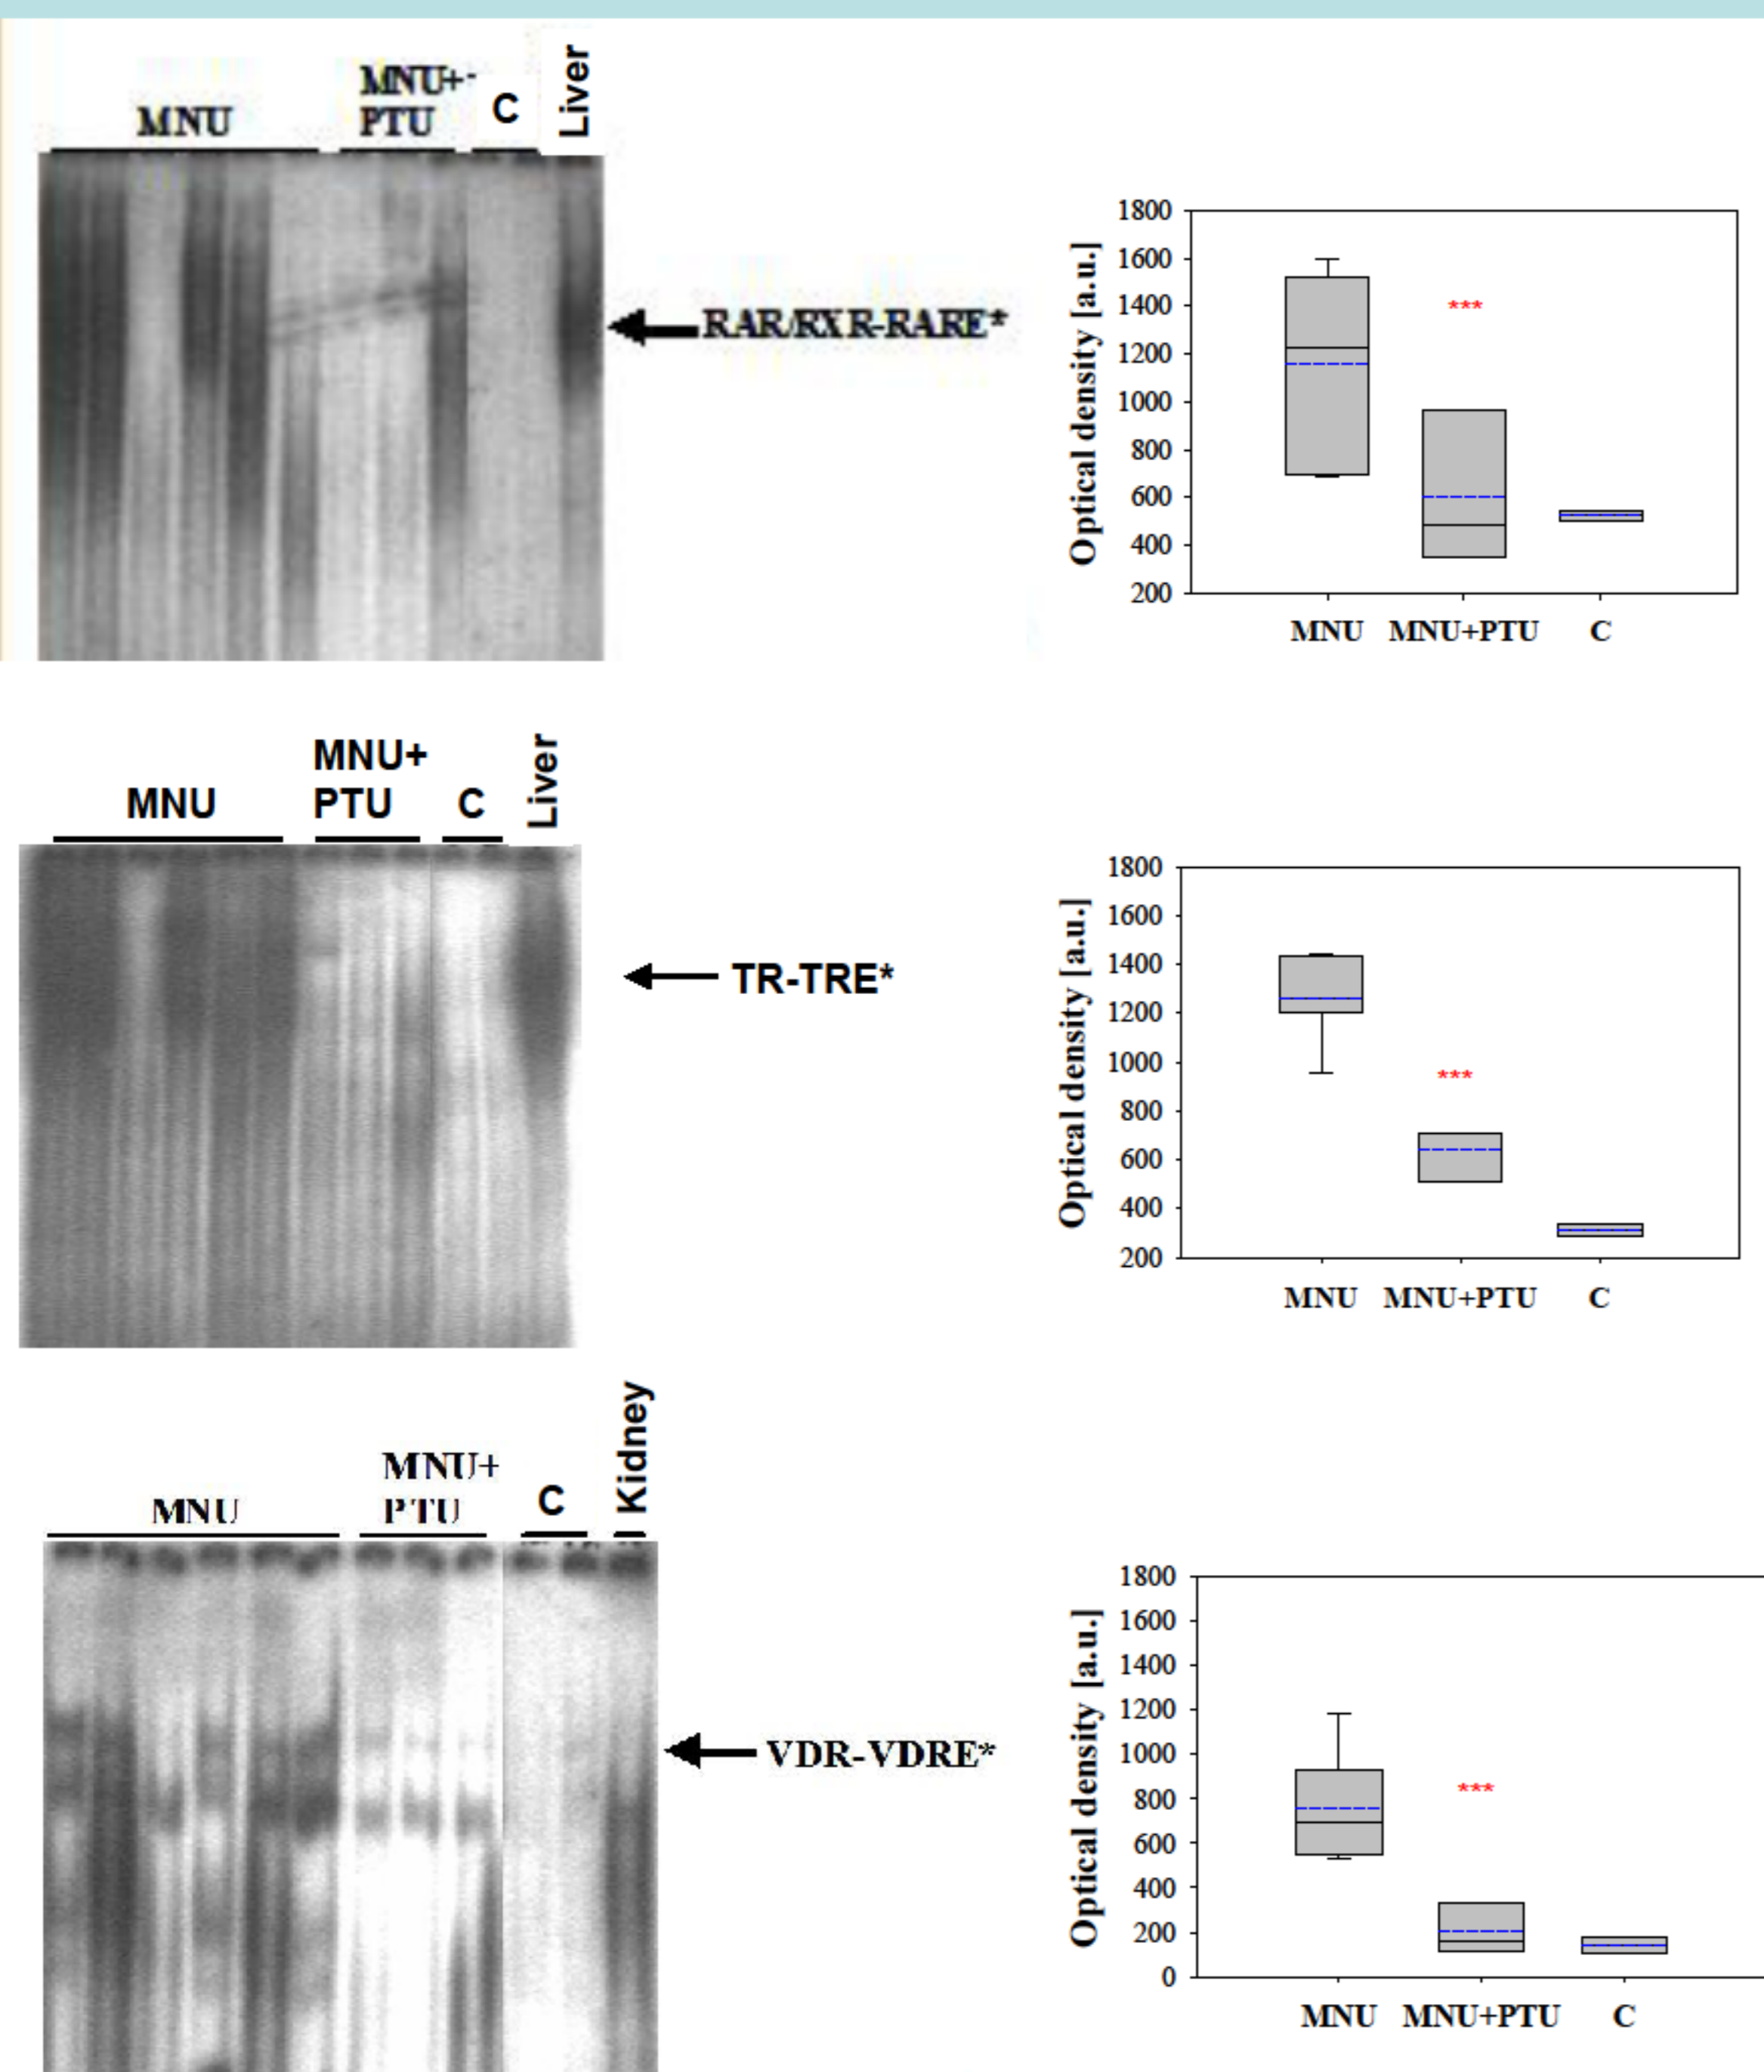 MNU
MNU+-
PTU
C
Liver
RAR/RXR-RARE*
Optical density [a.u.]
1800
1600
1400
1200
1000
800
600
400
200
***
MNU MNU+PTU C
MNU
MNU+
PTU
C
Liver
TR-TRE*
Optical density [a.u.]
1800
1600
1400
1200
1000
800
600
400
200
***
MNU MNU+PTU C
MNU
MNU+
PTU
C
Kidney
VDR-VDRE*
Optical density [a.u.]
1800
1600
1400
1200
1000
800
600
400
200
0
***
MNU MNU+PTU C